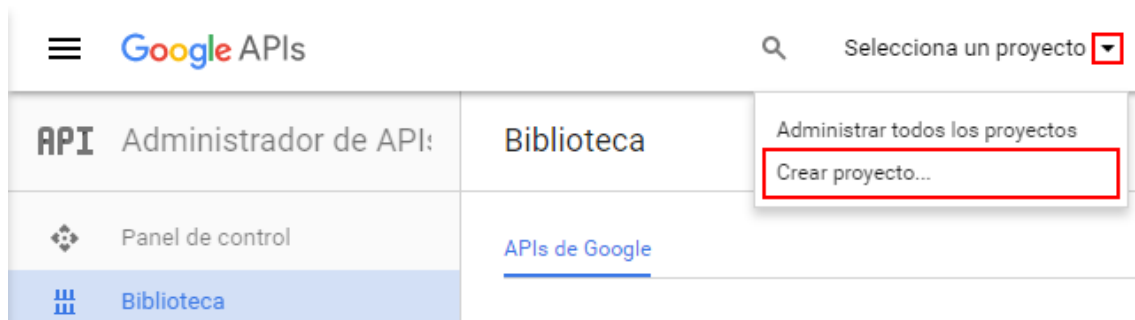 Google APIs
Selecciona un proyecto
API Administrador de APIs
Biblioteca
Administrar todos los proyectos
Crear proyecto...
Panel de control
APIs de Google
Biblioteca